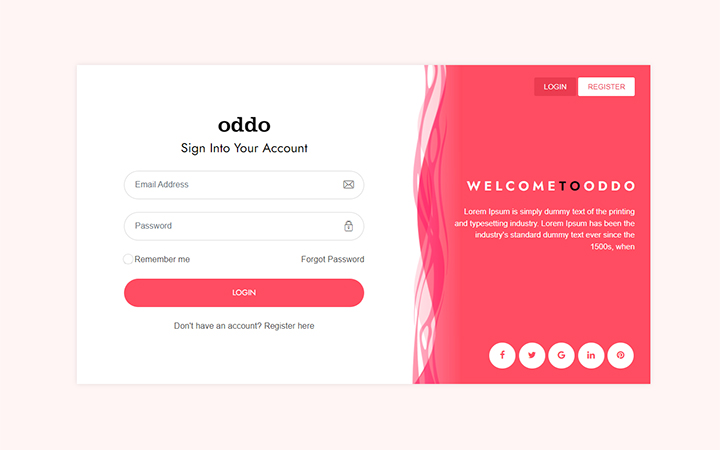 oddo
Sign Into Your Account
Email Address
Password
Remember me
Forgot Password
LOGIN
Don't have an account? Register here
LOGIN
REGISTER
WELCOMETOODDO
Lorem Ipsum is simply dummy text of the printing
and typesetting industry. Lorem Ipsum has been the
industry's standard dummy text ever since the
1500s, when